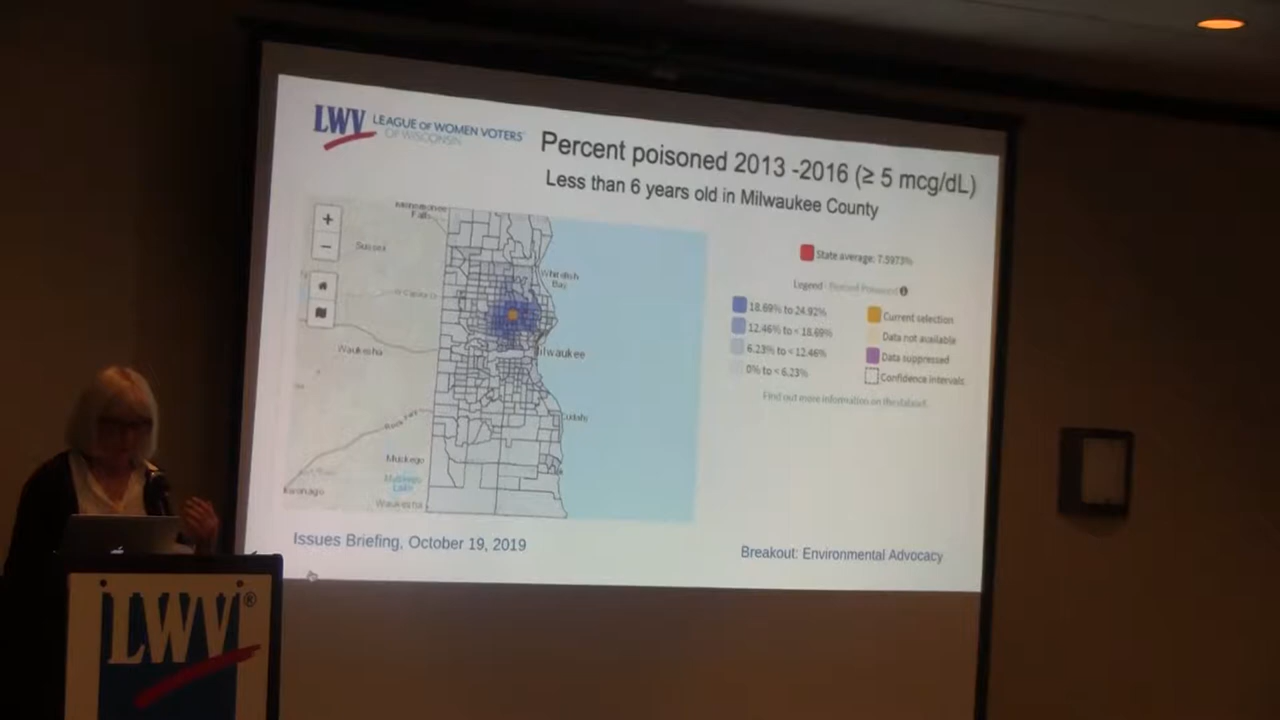 LWV LEAGUE OF WOMEN VOTERS
OF WISCONSIN
Percent poisoned 2013 -2016 (≥ 5 mcg/dL)
Less than 6 years old in Milwaukee County
+
−
Menomonee
Falls
Sussex
Whitefish
Bay
Waukesha
Milwaukee
Cudahy
Muskego
Waukesha
State average: 7.5973%
Legend - Percent Poisoned
18.69% to 24.92%
12.46% to < 18.69%
6.23% to < 12.46%
0% to < 6.23%
Current selection
Data not available
Data suppressed
Confidence intervals
Find out more information on the dataset.
Issues Briefing, October 19, 2019
Breakout: Environmental Advocacy
LWV®